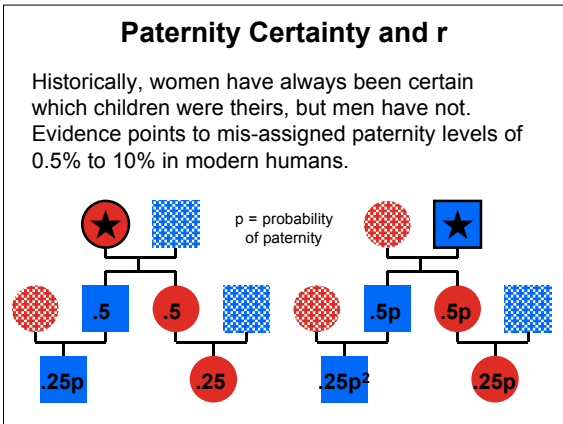 Paternity Certainty and r
Historically, women have always been certain
which children were theirs, but men have not.
Evidence points to mis-assigned paternity levels of
0.5% to 10% in modern humans.
p = probability
of paternity
.5 .5 .5p .5p
.25p .25 .25p² .25p